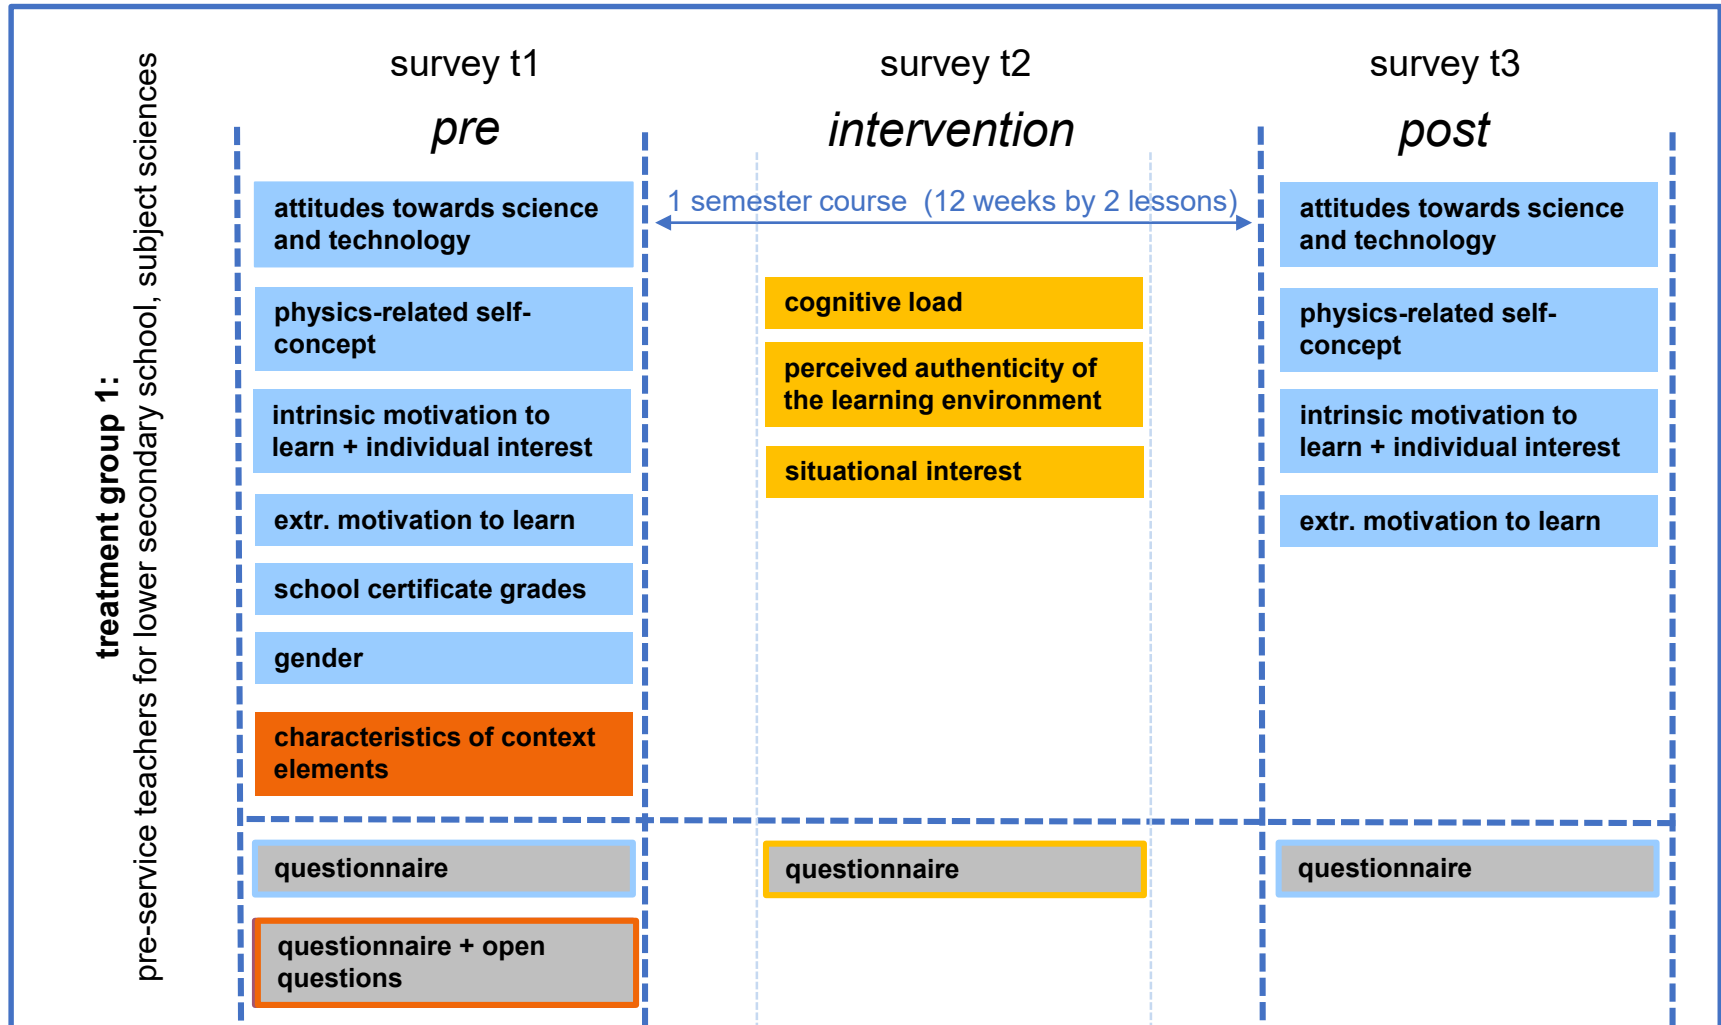 treatment group 1:
pre-service teachers for lower secondary school, subject sciences
survey t1
pre
attitudes towards science
and technology
physics-related self-
concept
intrinsic motivation to
learn + individual interest
extr. motivation to learn
school certificate grades
gender
characteristics of context
elements
questionnaire
questionnaire + open
questions
survey t2
intervention
1 semester course (12 weeks by 2 lessons)
cognitive load
perceived authenticity of
the learning environment
situational interest
questionnaire
survey t3
post
attitudes towards science
and technology
physics-related self-
concept
intrinsic motivation to
learn + individual interest
extr. motivation to learn
questionnaire